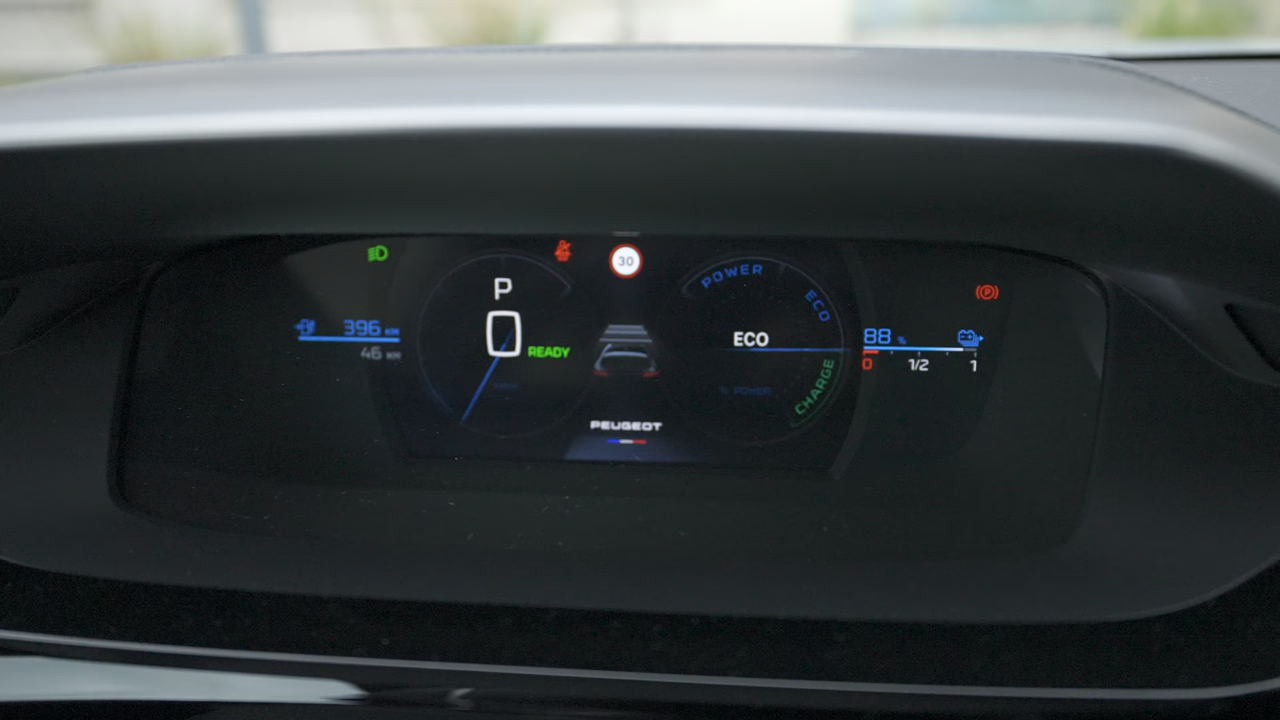 30
P
0
READY
396 KM
46 KM
POWER
ECO
ECO
CHARGE
% POWER
88 %
0 1/2 1
P
PEUGEOT